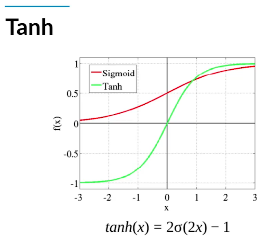 Tanh
Sigmoid
Tanh
1
0.5
0
-0.5
-1
f(x)
-3 -2 -1 0 1 2 3
x
tanh(x) = 2σ(2x) − 1